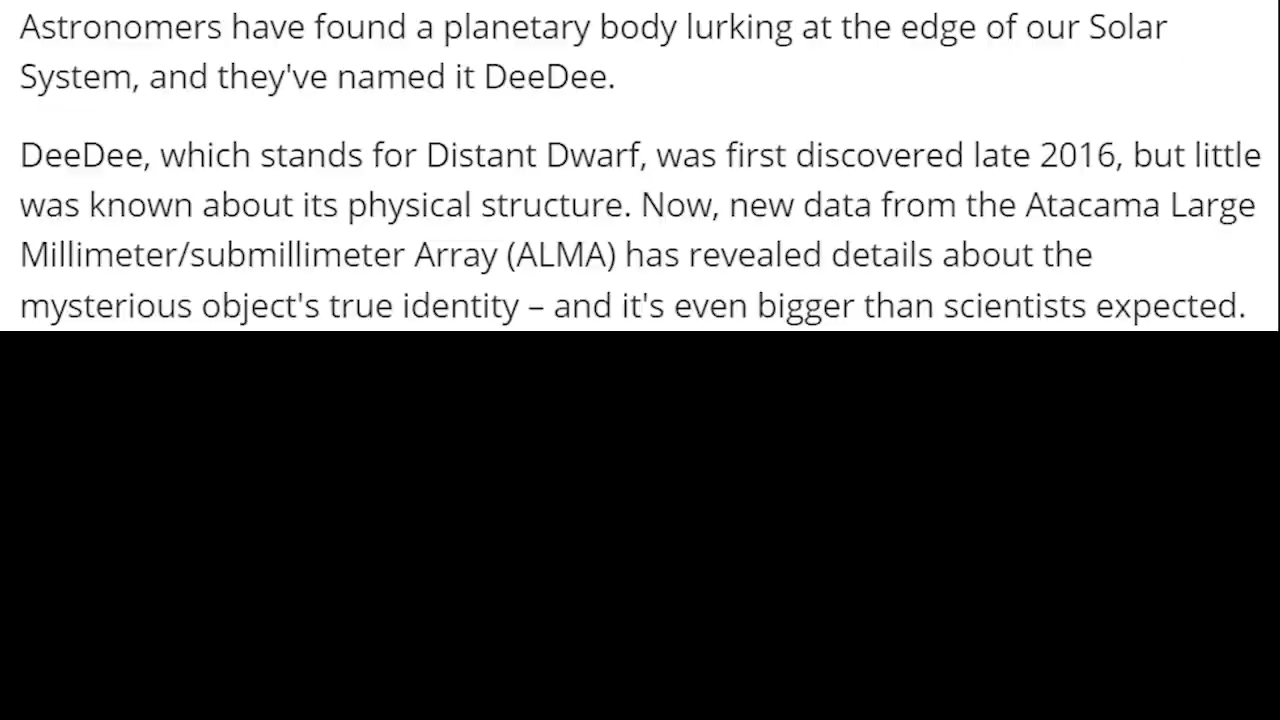 Astronomers have found a planetary body lurking at the edge of our Solar
System, and they've named it DeeDee.
DeeDee, which stands for Distant Dwarf, was first discovered late 2016, but little
was known about its physical structure. Now, new data from the Atacama Large
Millimeter/submillimeter Array (ALMA) has revealed details about the
mysterious object's true identity – and it's even bigger than scientists expected.